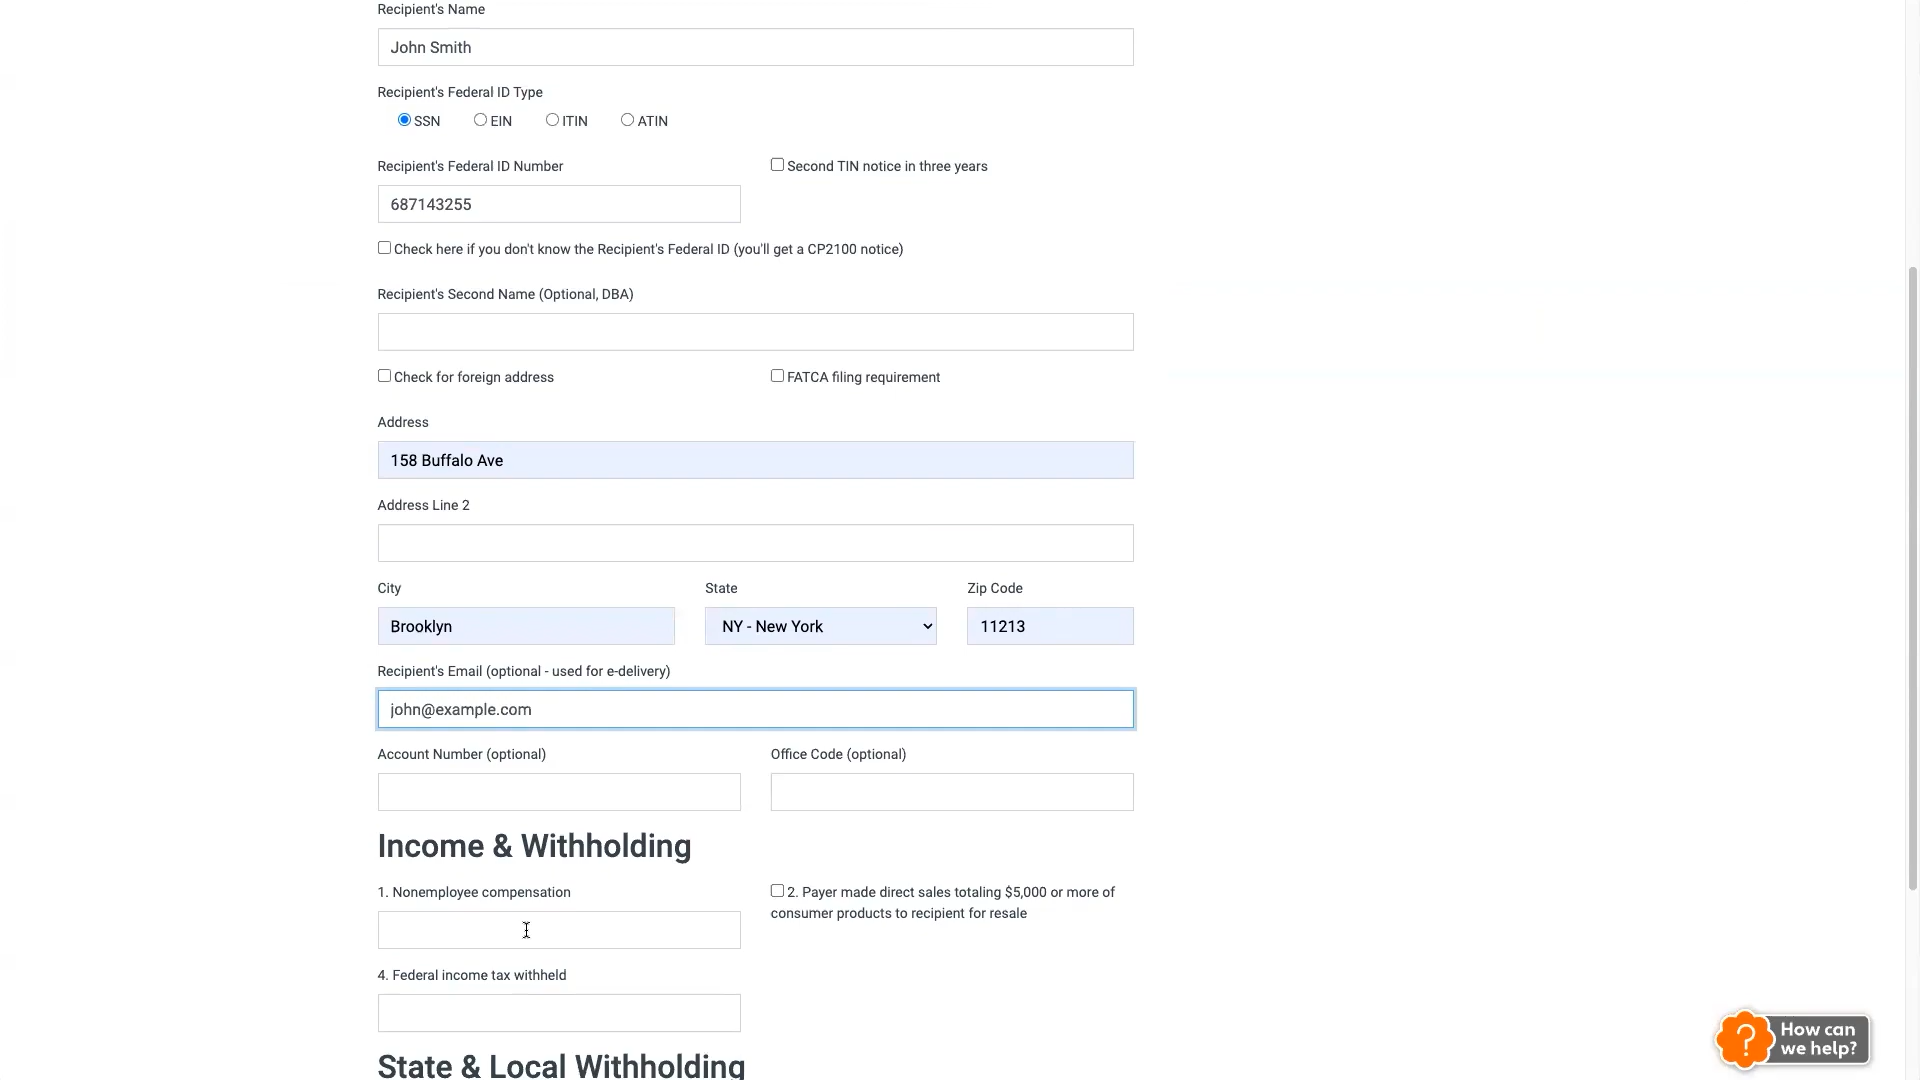 Recipient's Name
John Smith
Recipient's Federal ID Type
SSN EIN ITIN ATIN
Recipient's Federal ID Number
Second TIN notice in three years
687143255
Check here if you don't know the Recipient's Federal ID (you'll get a CP2100 notice)
Recipient's Second Name (Optional, DBA)
Check for foreign address
FATCA filing requirement
Address
158 Buffalo Ave
Address Line 2
City State Zip Code
Brooklyn NY - New York 11213
Recipient's Email (optional - used for e-delivery)
john@example.com
Account Number (optional)
Office Code (optional)
Income & Withholding
1. Nonemployee compensation
2. Payer made direct sales totaling $5,000 or more of
consumer products to recipient for resale
4. Federal income tax withheld
State & Local Withholding
? How can
we help?